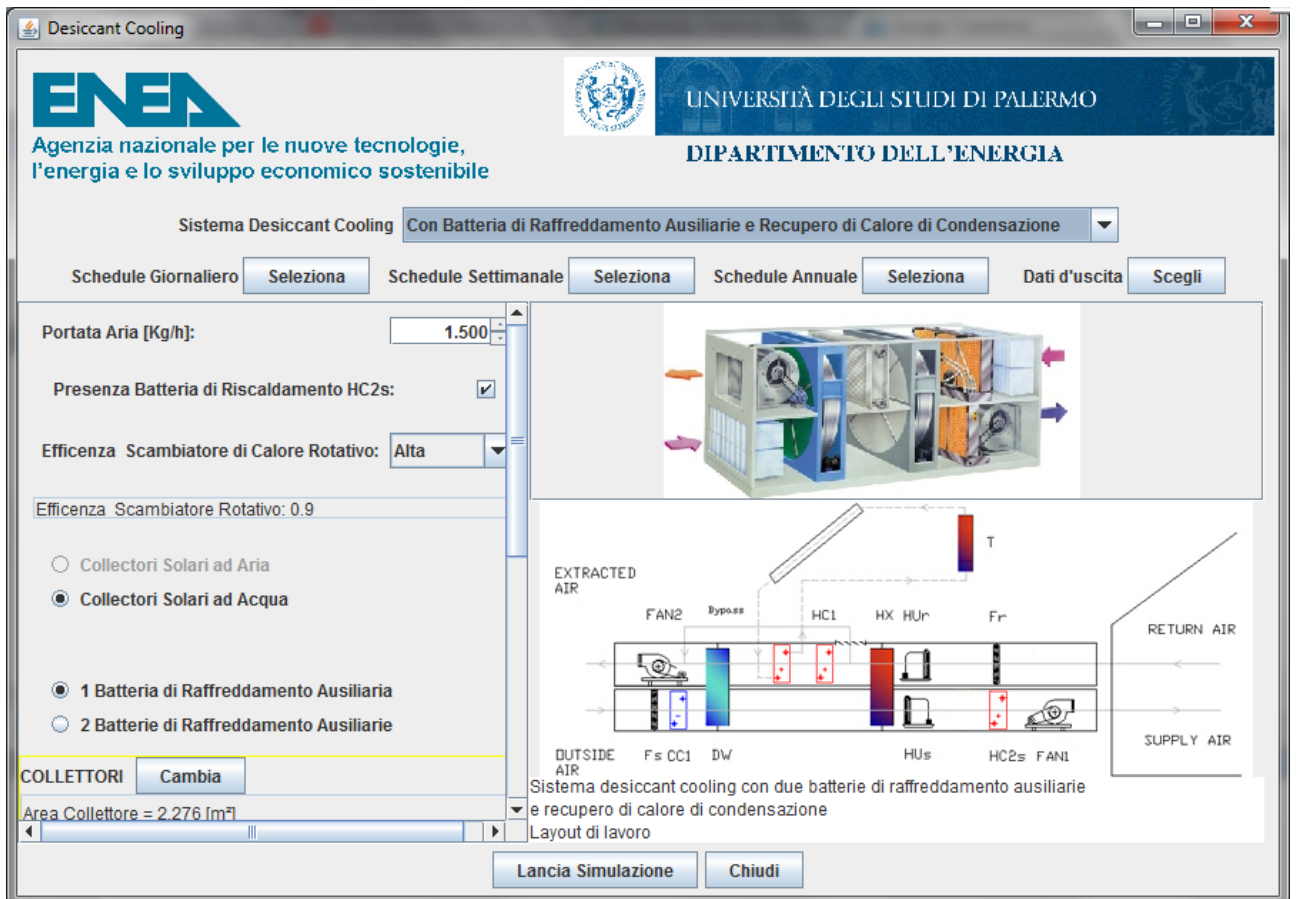 Desiccant Cooling
ENEA
Agenzia nazionale per le nuove tecnologie,
l'energia e lo sviluppo economico sostenibile
UNIVERSITÀ DEGLI STUDI DI PALERMO
DIPARTIMENTO DELL'ENERGIA
Sistema Desiccant Cooling Con Batteria di Raffreddamento Ausiliarie e Recupero di Calore di Condensazione
Schedule Giornaliero Seleziona Schedule Settimanale Seleziona Schedule Annuale Seleziona Dati d'uscita Scegli
Portata Aria [Kg/h]: 1.500
Presenza Batteria di Riscaldamento HC2s:
Efficenza Scambiatore di Calore Rotativo: Alta
Efficenza Scambiatore Rotativo: 0.9
Collectori Solari ad Aria
Collectori Solari ad Acqua
1 Batteria di Raffreddamento Ausiliaria
2 Batterie di Raffreddamento Ausiliarie
COLLETTORI Cambia
Area Collettore = 2.276 [m²]
T
EXTRACTED
AIR
FAN2 Bypass HC1 HX HUr Fr
RETURN AIR
OUTSIDE
AIR
Fs CC1 DW HUs HC2s FAN1
SUPPLY AIR
Sistema desiccant cooling con due batterie di raffreddamento ausiliarie
e recupero di calore di condensazione
Layout di lavoro
Lancia Simulazione Chiudi